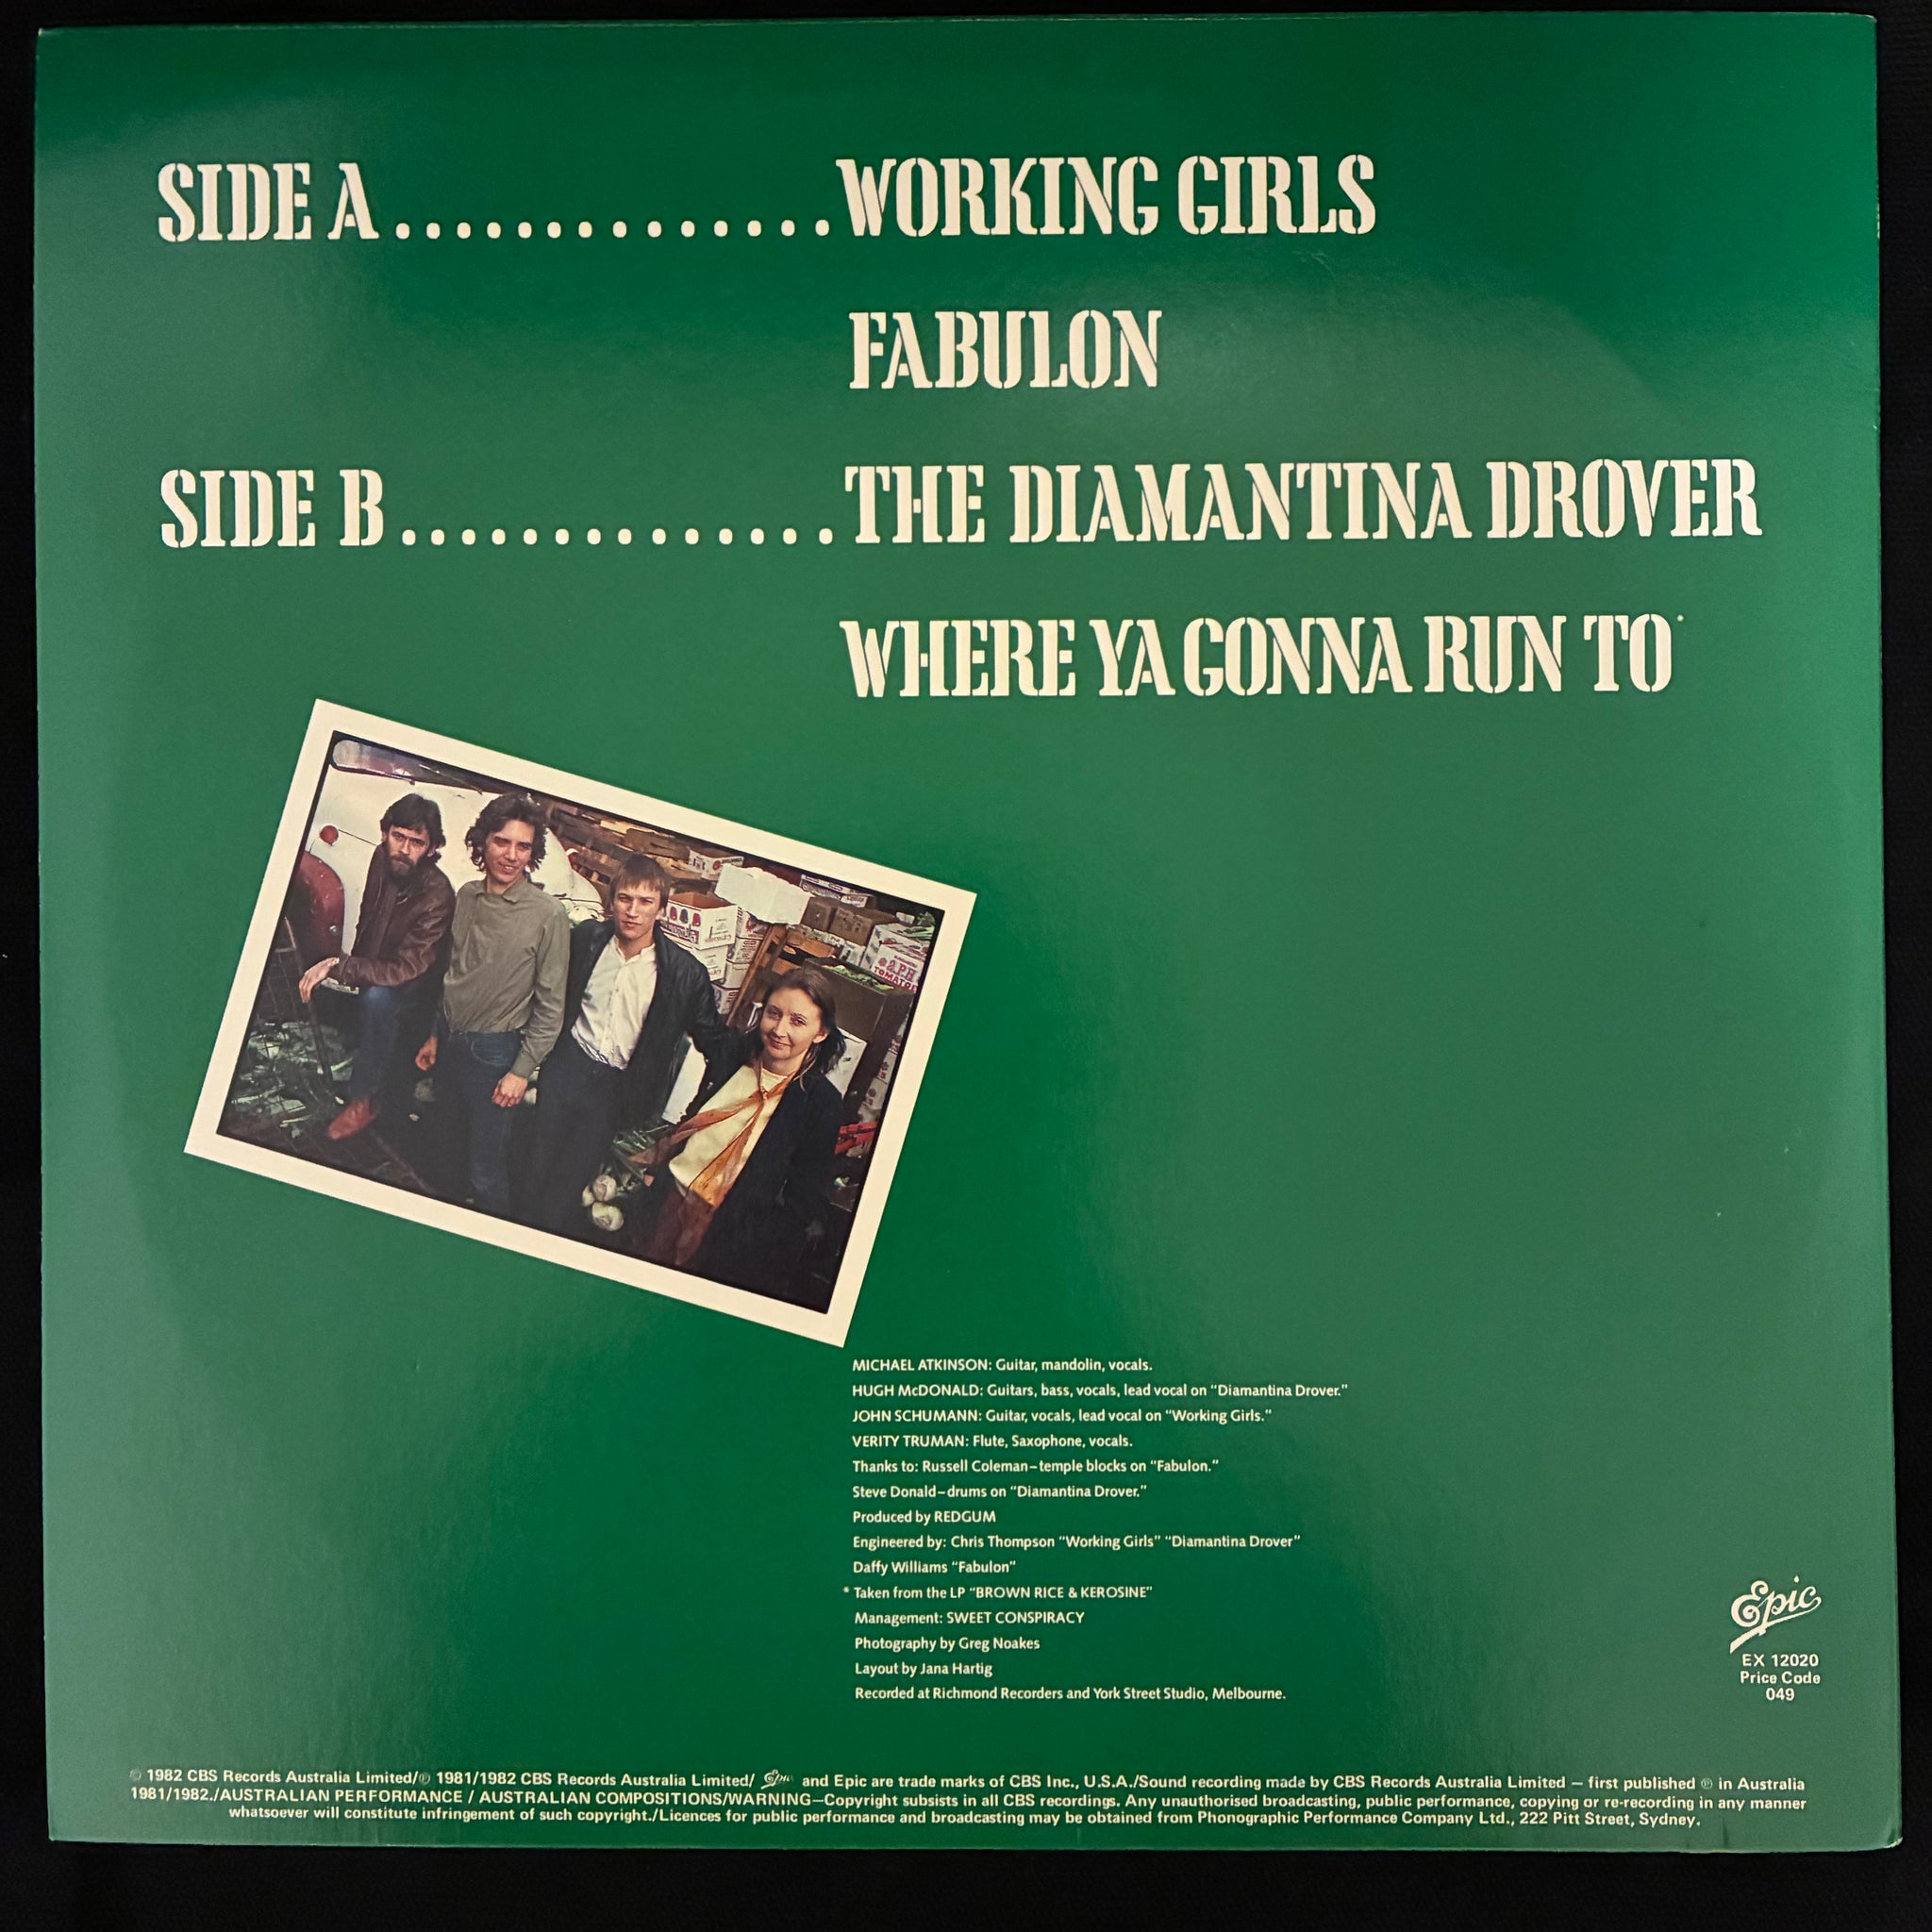 SIDE A..............WORKING GIRLS
FABULON
SIDE B..............THE DIAMANTINA DROVER
WHERE YA GONNA RUN TO*
TOMATOES
MICHAEL ATKINSON: Guitar, mandolin, vocals.
HUGH McDONALD: Guitars, bass, vocals, lead vocal on “Diamantina Drover.”
JOHN SCHUMANN: Guitar, vocals, lead vocal on “Working Girls.”
VERITY TRUMAN: Flute, Saxophone, vocals.
Thanks to: Russell Coleman–temple blocks on “Fabulon.”
Steve Donald–drums on “Diamantina Drover.”
Produced by REDGUM
Engineered by: Chris Thompson “Working Girls” “Diamantina Drover”
Daffy Williams “Fabulon”
* Taken from the LP “BROWN RICE & KEROSINE”
Management: SWEET CONSPIRACY
Photography by Greg Noakes
Layout by Jana Hartig
Recorded at Richmond Recorders and York Street Studio, Melbourne.
Epic
EX 12020
Price Code
049
© 1982 CBS Records Australia Limited/℗ 1981/1982 CBS Records Australia Limited/ Epic and Epic are trade marks of CBS Inc., U.S.A./Sound recording made by CBS Records Australia Limited — first published ℗ in Australia
1981/1982./AUSTRALIAN PERFORMANCE / AUSTRALIAN COMPOSITIONS/WARNING—Copyright subsists in all CBS recordings. Any unauthorised broadcasting, public performance, copying or re-recording in any manner
whatsoever will constitute infringement of such copyright./Licences for public performance and broadcasting may be obtained from Phonographic Performance Company Ltd., 222 Pitt Street, Sydney.